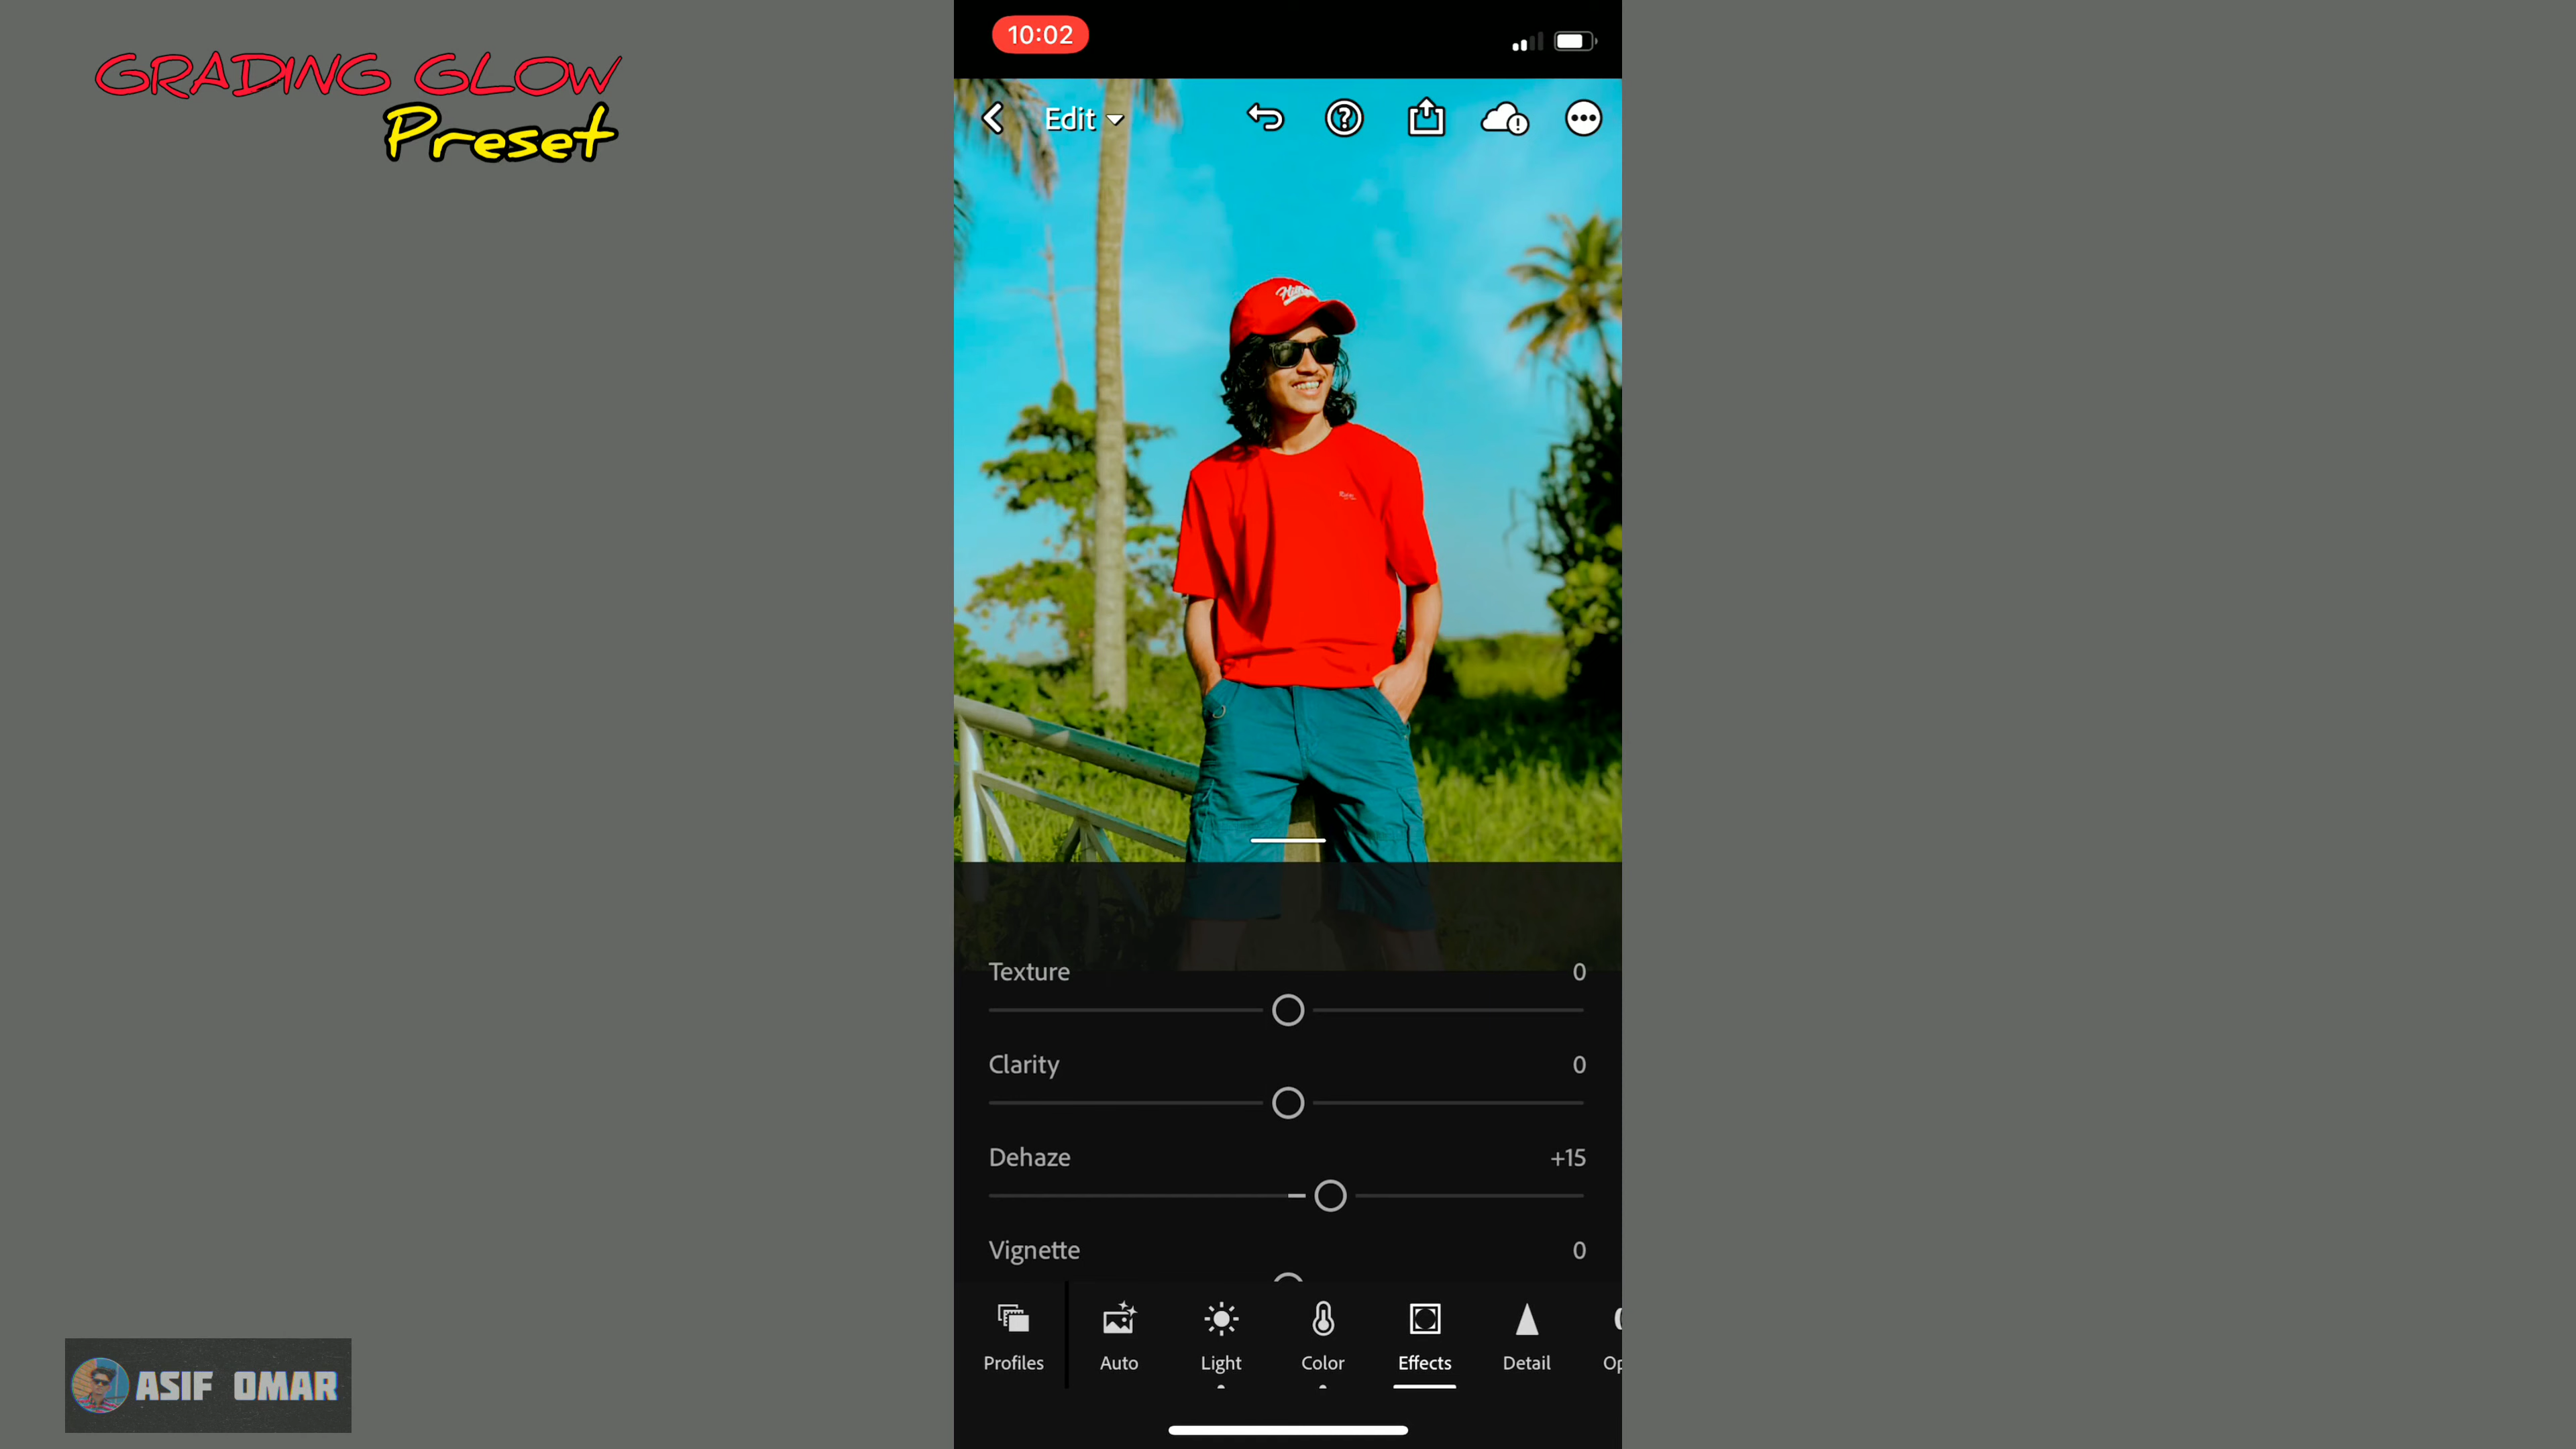 GRADING GLOW
Preset
10:02
Edit
Texture 0
Clarity 0
Dehaze +15
Vignette 0
Profiles Auto Light Color Effects Detail Op
ASIF OMAR